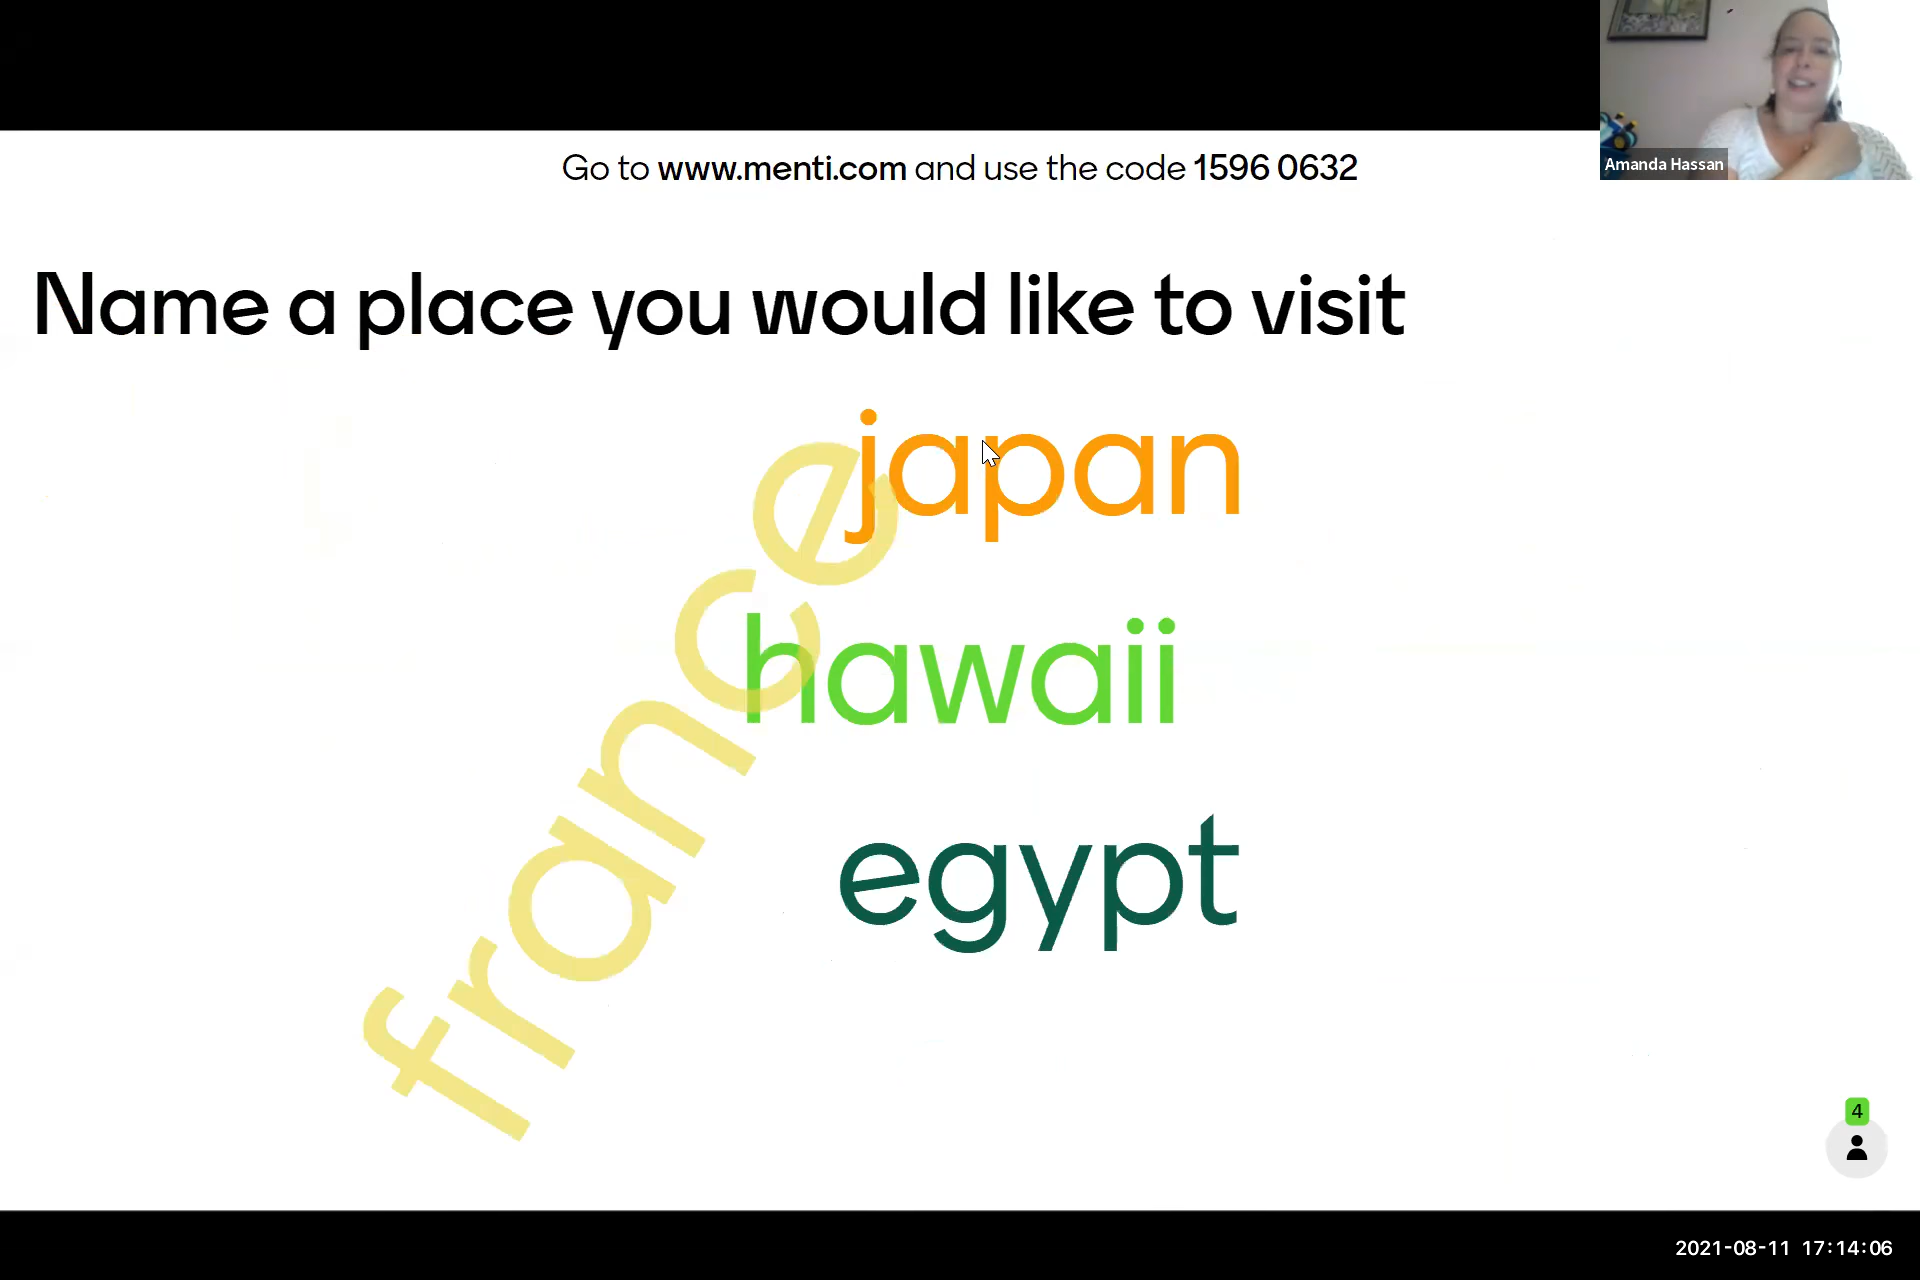 Go to www.menti.com and use the code 1596 0632
Amanda Hassan
Name a place you would like to visit
japan
france
hawaii
egypt
4
2021-08-11 17:14:06